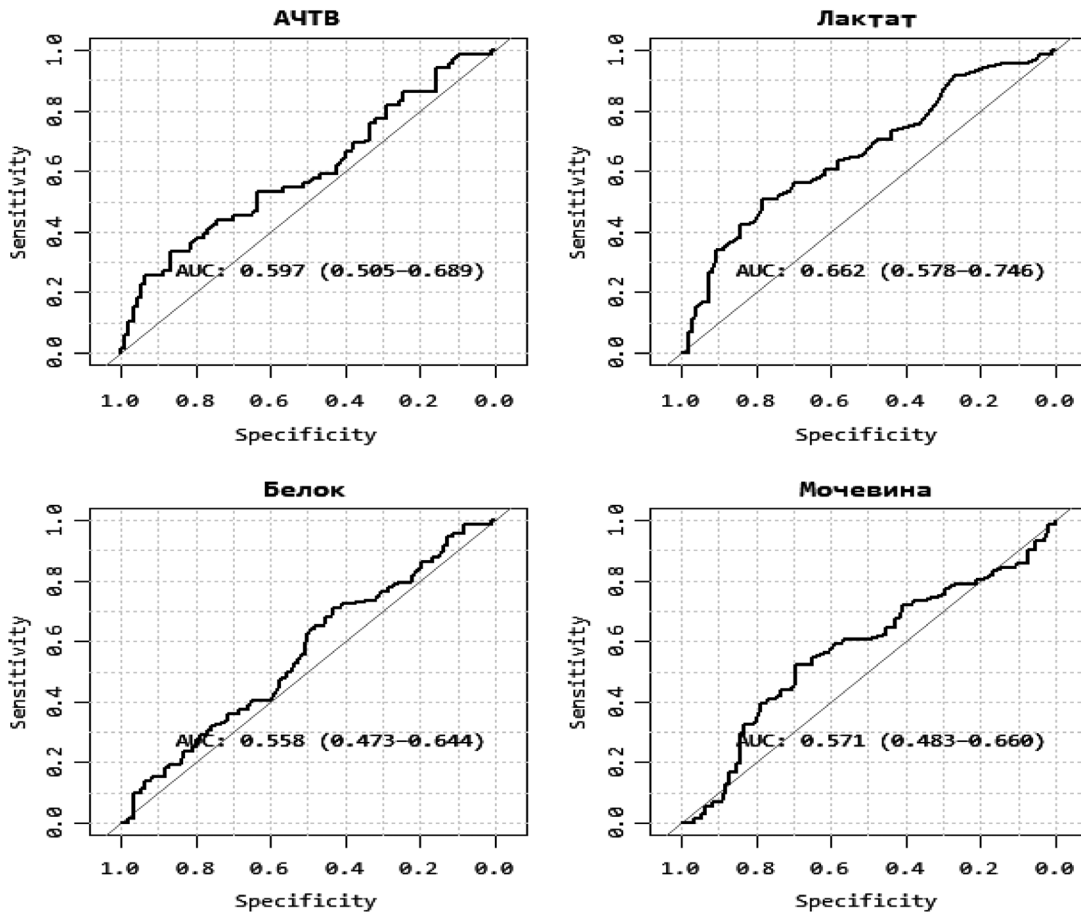 АЧТВ
Sensitivity
0.0 0.2 0.4 0.6 0.8 1.0
AUC: 0.597 (0.505–0.689)
1.0 0.8 0.6 0.4 0.2 0.0
Specificity
Лактат
Sensitivity
0.0 0.2 0.4 0.6 0.8 1.0
AUC: 0.662 (0.578–0.746)
1.0 0.8 0.6 0.4 0.2 0.0
Specificity
Белок
Sensitivity
0.0 0.2 0.4 0.6 0.8 1.0
AUC: 0.558 (0.473–0.644)
1.0 0.8 0.6 0.4 0.2 0.0
Specificity
Мочевина
Sensitivity
0.0 0.2 0.4 0.6 0.8 1.0
AUC: 0.571 (0.483–0.660)
1.0 0.8 0.6 0.4 0.2 0.0
Specificity